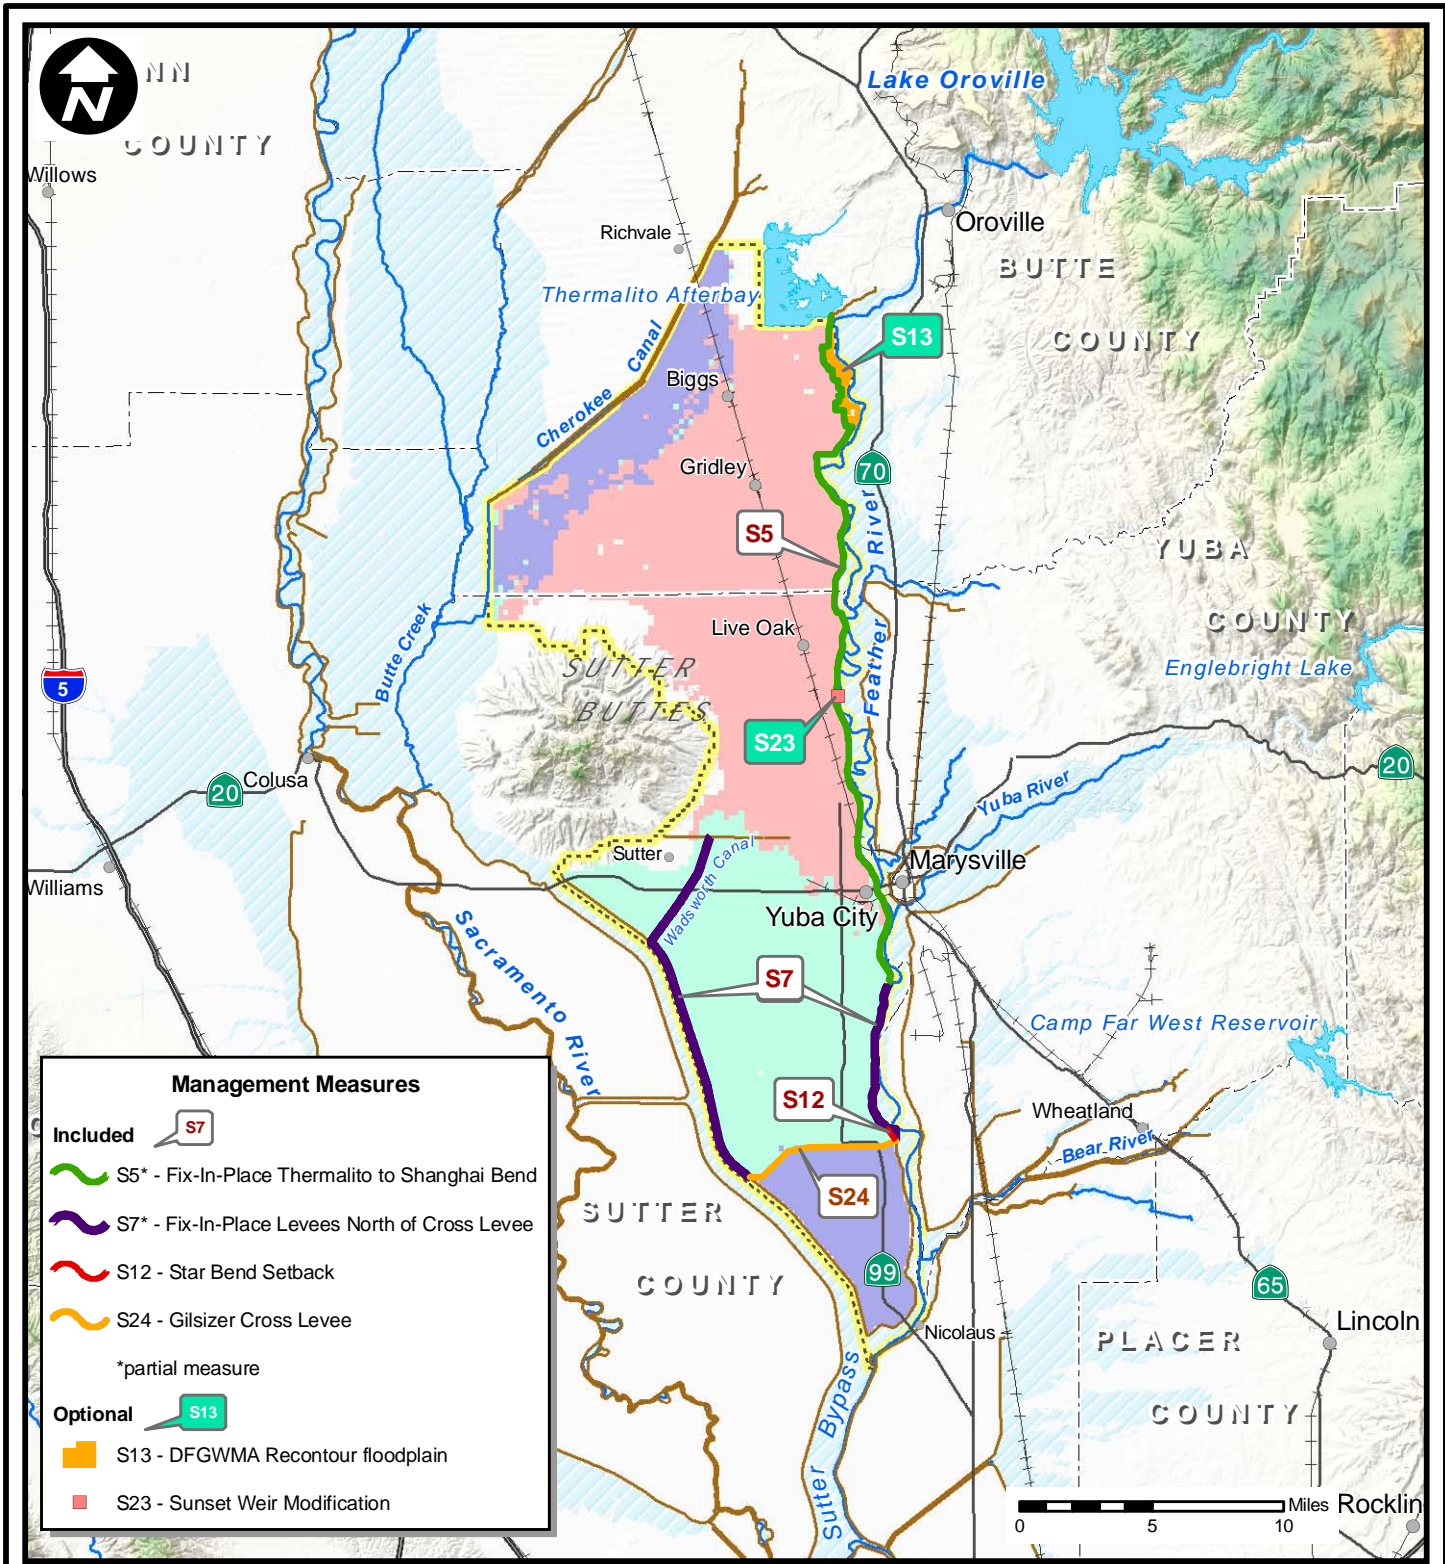 N
NN
COUNTY
Lake Oroville
Willows
Richvale
Oroville
BUTTE
COUNTY
Thermalito Afterbay
S13
Cherokee Canal
Biggs
Gridley
70
S5
Feather River
YUBA
COUNTY
Live Oak
Butte Creek
SUTTER
BUTTES
Englebright Lake
5
S23
20
Colusa
20
Yuba River
Sutter
Wadsworth Canal
Marysville
Williams
Yuba City
Sacramento River
S7
Camp Far West Reservoir
S12
Wheatland
Bear River
S24
SUTTER
COUNTY
99
65
Nicolaus
Lincoln
PLACER
COUNTY
Sutter Bypass
Rocklin
Management Measures
Included
S7
S5* - Fix-In-Place Thermalito to Shanghai Bend
S7* - Fix-In-Place Levees North of Cross Levee
S12 - Star Bend Setback
S24 - Gilsizer Cross Levee
*partial measure
Optional
S13
S13 - DFGWMA Recontour floodplain
S23 - Sunset Weir Modification
Miles
0 5 10